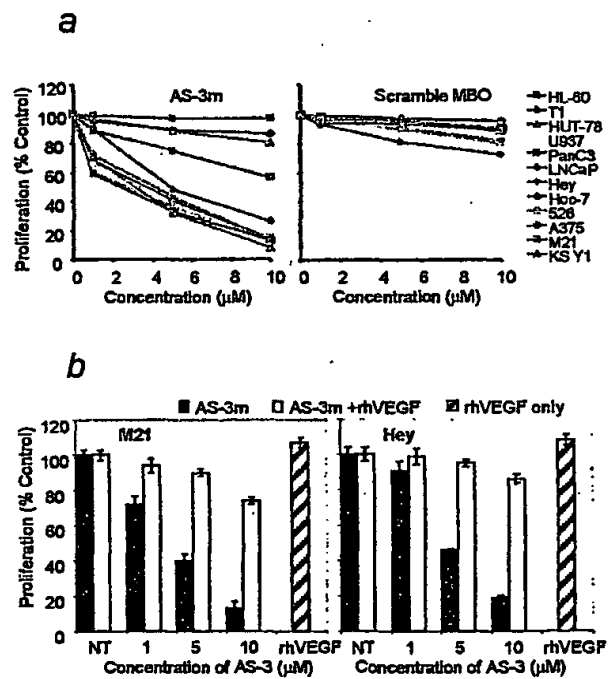 a
120
100
80
60
40
20
0
Proliferation (% Control)
AS-3m
0 2 4 6 8 10
Concentration (μM)
Scramble MBO
0 2 4 6 8 10
Concentration (μM)
HL-60
T1
HUT-78
U937
PanC3
LNCaP
Hey
Hoc-7
526
A375
M21
KS Y1
b
AS-3m AS-3m +rhVEGF rhVEGF only
120
100
80
60
40
20
0
Proliferation (% Control)
M21
NT 1 5 10 rhVEGF
Hey
NT 1 5 10 rhVEGF
Concentration of AS-3 (μM)
Concentration of AS-3 (μM)